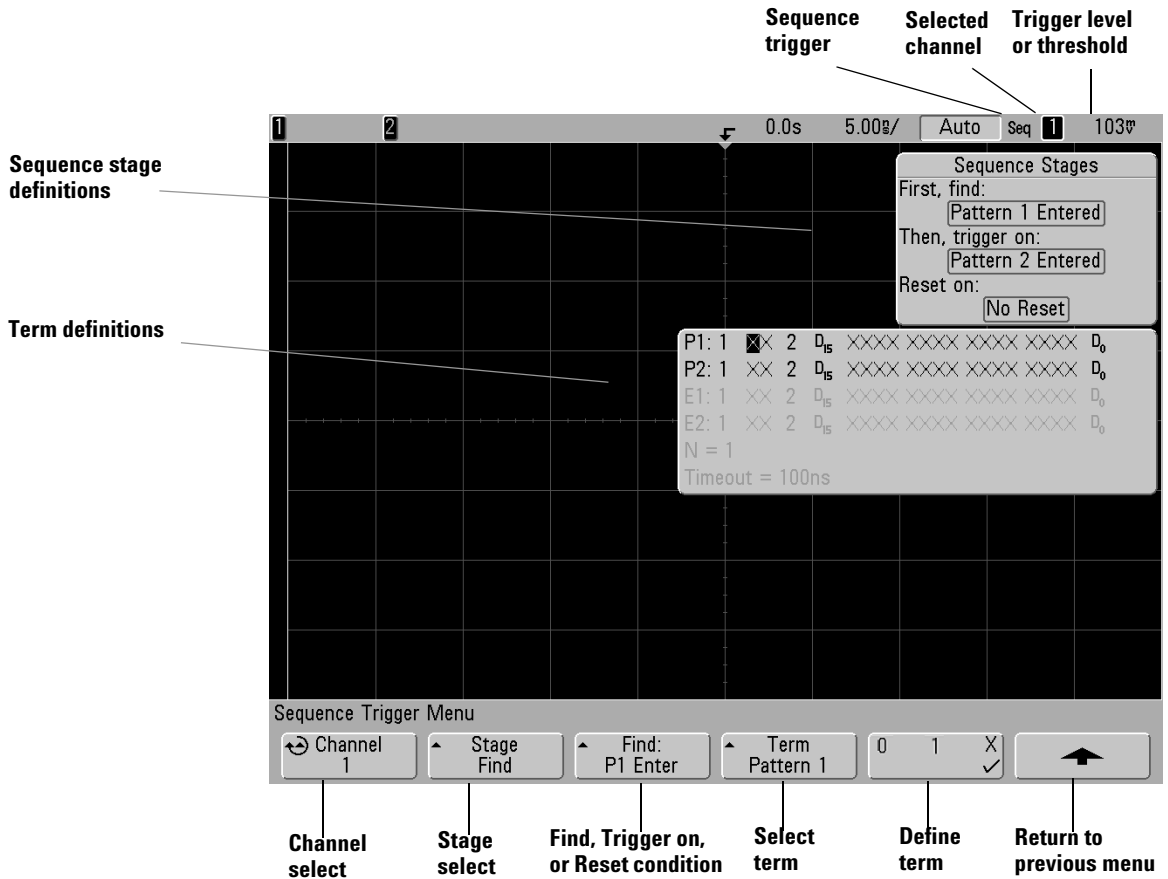 Sequence trigger
Selected channel
Trigger level or threshold
1 2 0.0s 5.00ns/ Auto Seq 1 103mV
Sequence stage definitions
Sequence Stages
First, find:
Pattern 1 Entered
Then, trigger on:
Pattern 2 Entered
Reset on:
No Reset
Term definitions
P1: 1 XX 2 D15 XXXX XXXX XXXX XXXX D0
P2: 1 XX 2 D15 XXXX XXXX XXXX XXXX D0
E1: 1 XX 2 D15 XXXX XXXX XXXX XXXX D0
E2: 1 XX 2 D15 XXXX XXXX XXXX XXXX D0
N = 1
Timeout = 100ns
Sequence Trigger Menu
Channel
1
Stage
Find
Find:
P1 Enter
Term
Pattern 1
0 1 X
Channel select
Stage select
Find, Trigger on, or Reset condition
Select term
Define term
Return to previous menu